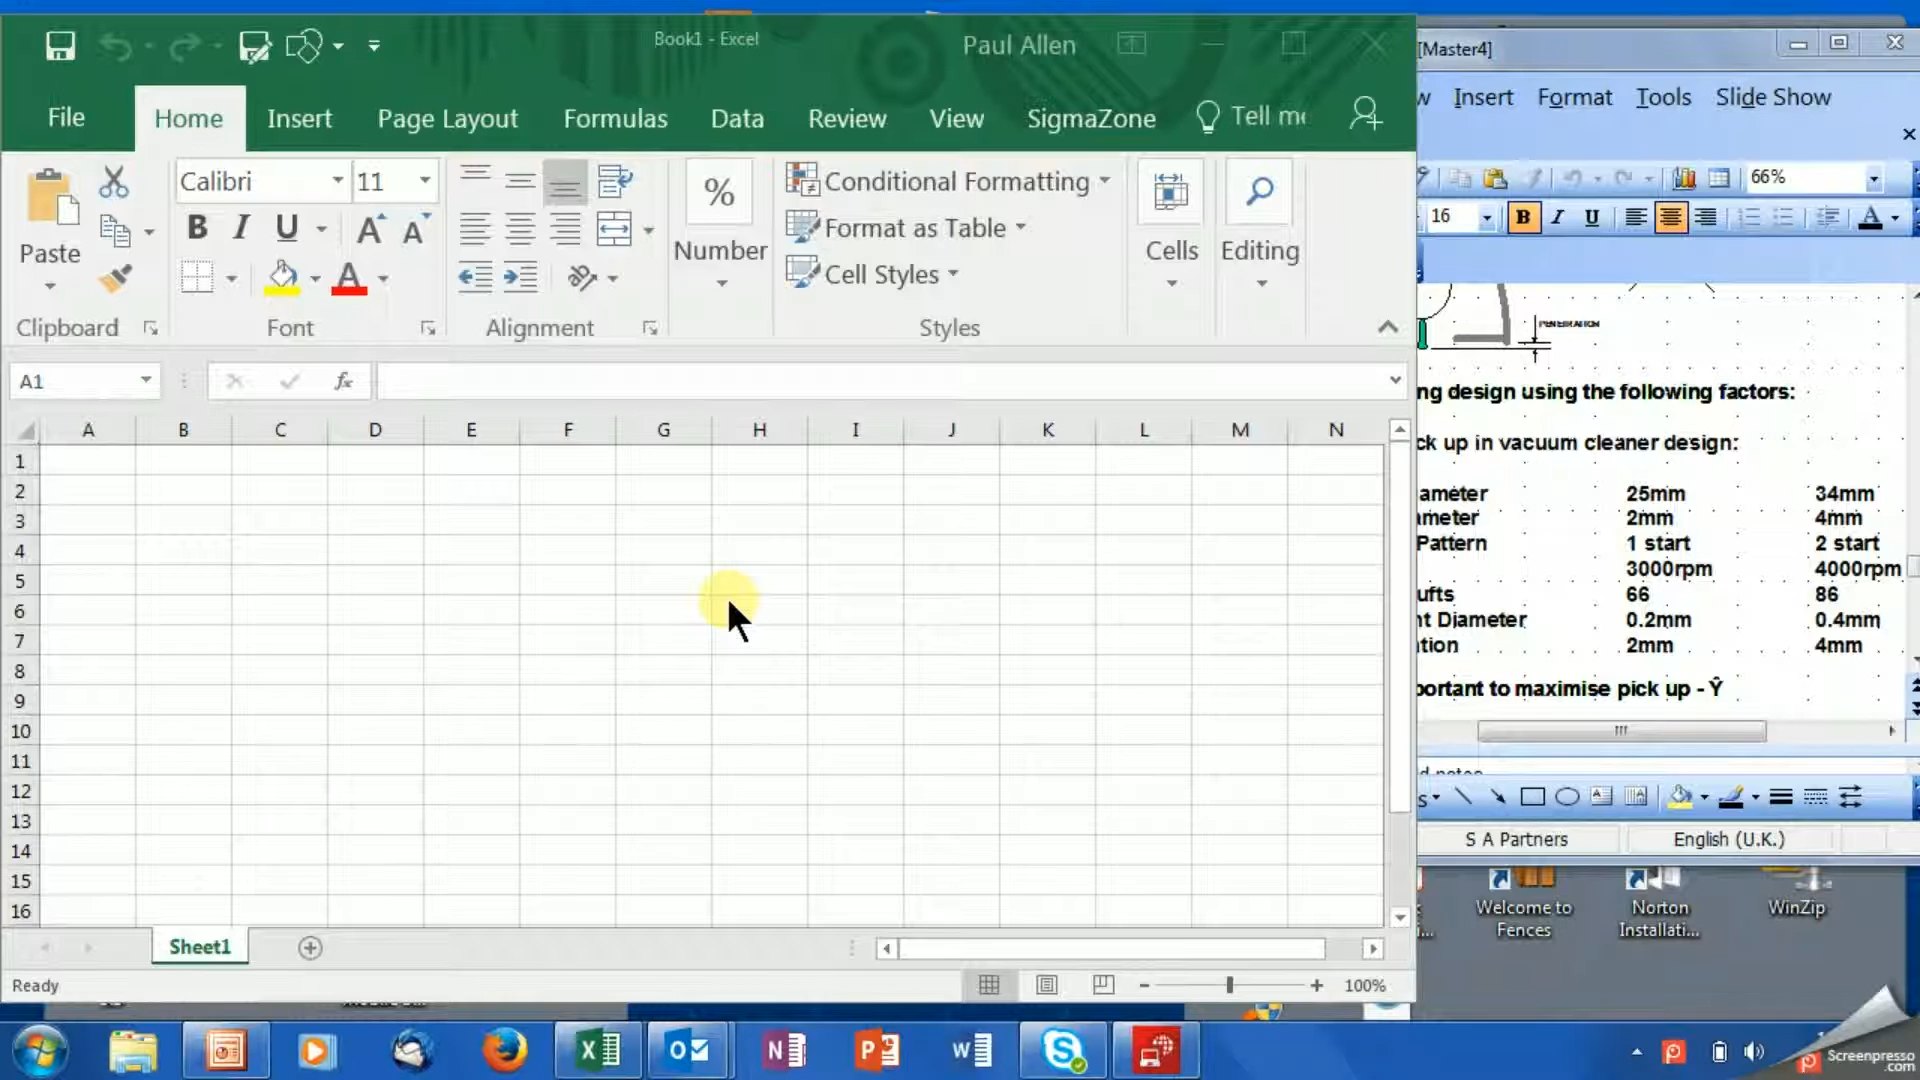 Book1 - Excel
Paul Allen
File
Home
Insert
Page Layout
Formulas
Data
Review
View
SigmaZone
Tell me
Calibri
11
B I U
A A
A
Paste
%
Number
Conditional Formatting
Format as Table
Cell Styles
Cells
Editing
Clipboard
Font
Alignment
Styles
A1
fx
A B C D E F G H I J K L M N
1
2
3
4
5
6
7
8
9
10
11
12
13
14
15
16
Sheet1
Ready
100%
[Master4]
w Insert Format Tools Slide Show
66%
16
B I U
A
PENETRATION
ng design using the following factors:
ck up in vacuum cleaner design:
ameter 25mm 34mm
meter 2mm 4mm
Pattern 1 start 2 start
3000rpm 4000rpm
ufts 66 86
nt Diameter 0.2mm 0.4mm
tion 2mm 4mm
portant to maximise pick up - Ŷ
d notes
S A Partners
English (U.K.)
Welcome to
Fences
Norton
Installati...
WinZip
Screenpresso
.com